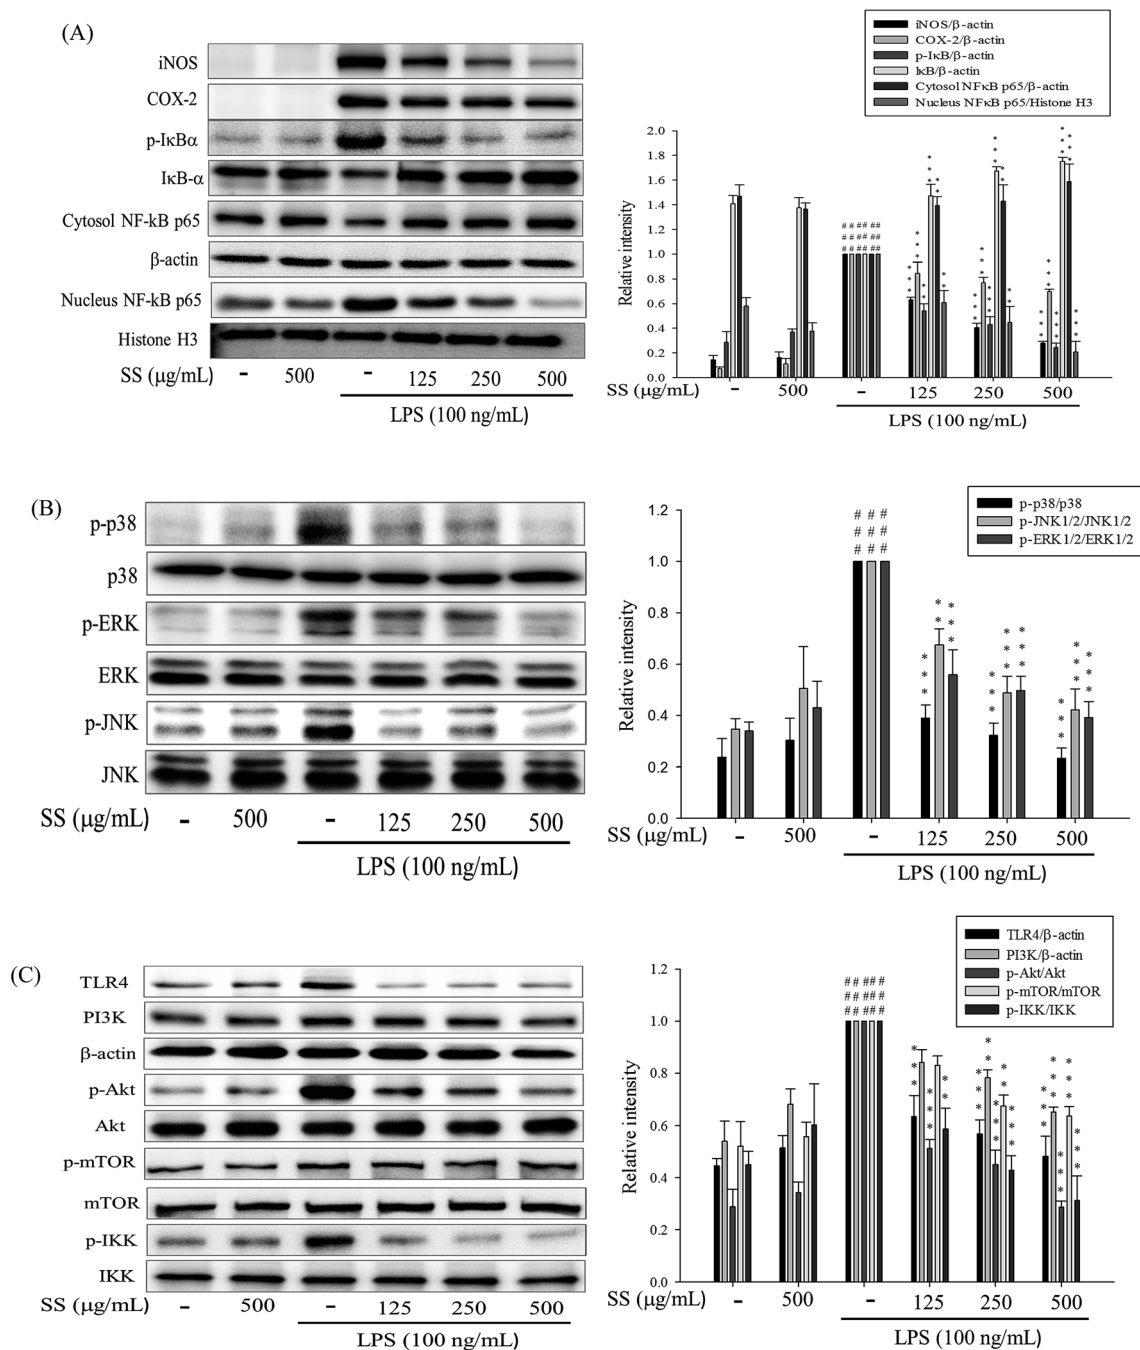 (A)
iNOS
COX-2
p-IκBα
IκB-α
Cytosol NF-kB p65
β-actin
Nucleus NF-kB p65
Histone H3
SS (μg/mL) - 500 - 125 250 500
LPS (100 ng/mL)
iNOS/β-actin
COX-2/β-actin
p-IκB/β-actin
IκB/β-actin
Cytosol NFκB p65/β-actin
Nucleus NFκB p65/Histone H3
Relative intensity
2.0
1.8
1.6
1.4
1.2
1.0
0.8
0.6
0.4
0.2
0.0
SS (μg/mL) - 500 - 125 250 500
LPS (100 ng/mL)
(B)
p-p38
p38
p-ERK
ERK
p-JNK
JNK
SS (μg/mL) - 500 - 125 250 500
LPS (100 ng/mL)
p-p38/p38
p-JNK1/2/JNK1/2
p-ERK1/2/ERK1/2
Relative intensity
1.2
1.0
0.8
0.6
0.4
0.2
0.0
SS (μg/mL) - 500 - 125 250 500
LPS (100 ng/mL)
(C)
TLR4
PI3K
β-actin
p-Akt
Akt
p-mTOR
mTOR
p-IKK
IKK
SS (μg/mL) - 500 - 125 250 500
LPS (100 ng/mL)
TLR4/β-actin
PI3K/β-actin
p-Akt/Akt
p-mTOR/mTOR
p-IKK/IKK
Relative intensity
1.2
1.0
0.8
0.6
0.4
0.2
0.0
SS (μg/mL) - 500 - 125 250 500
LPS (100 ng/mL)